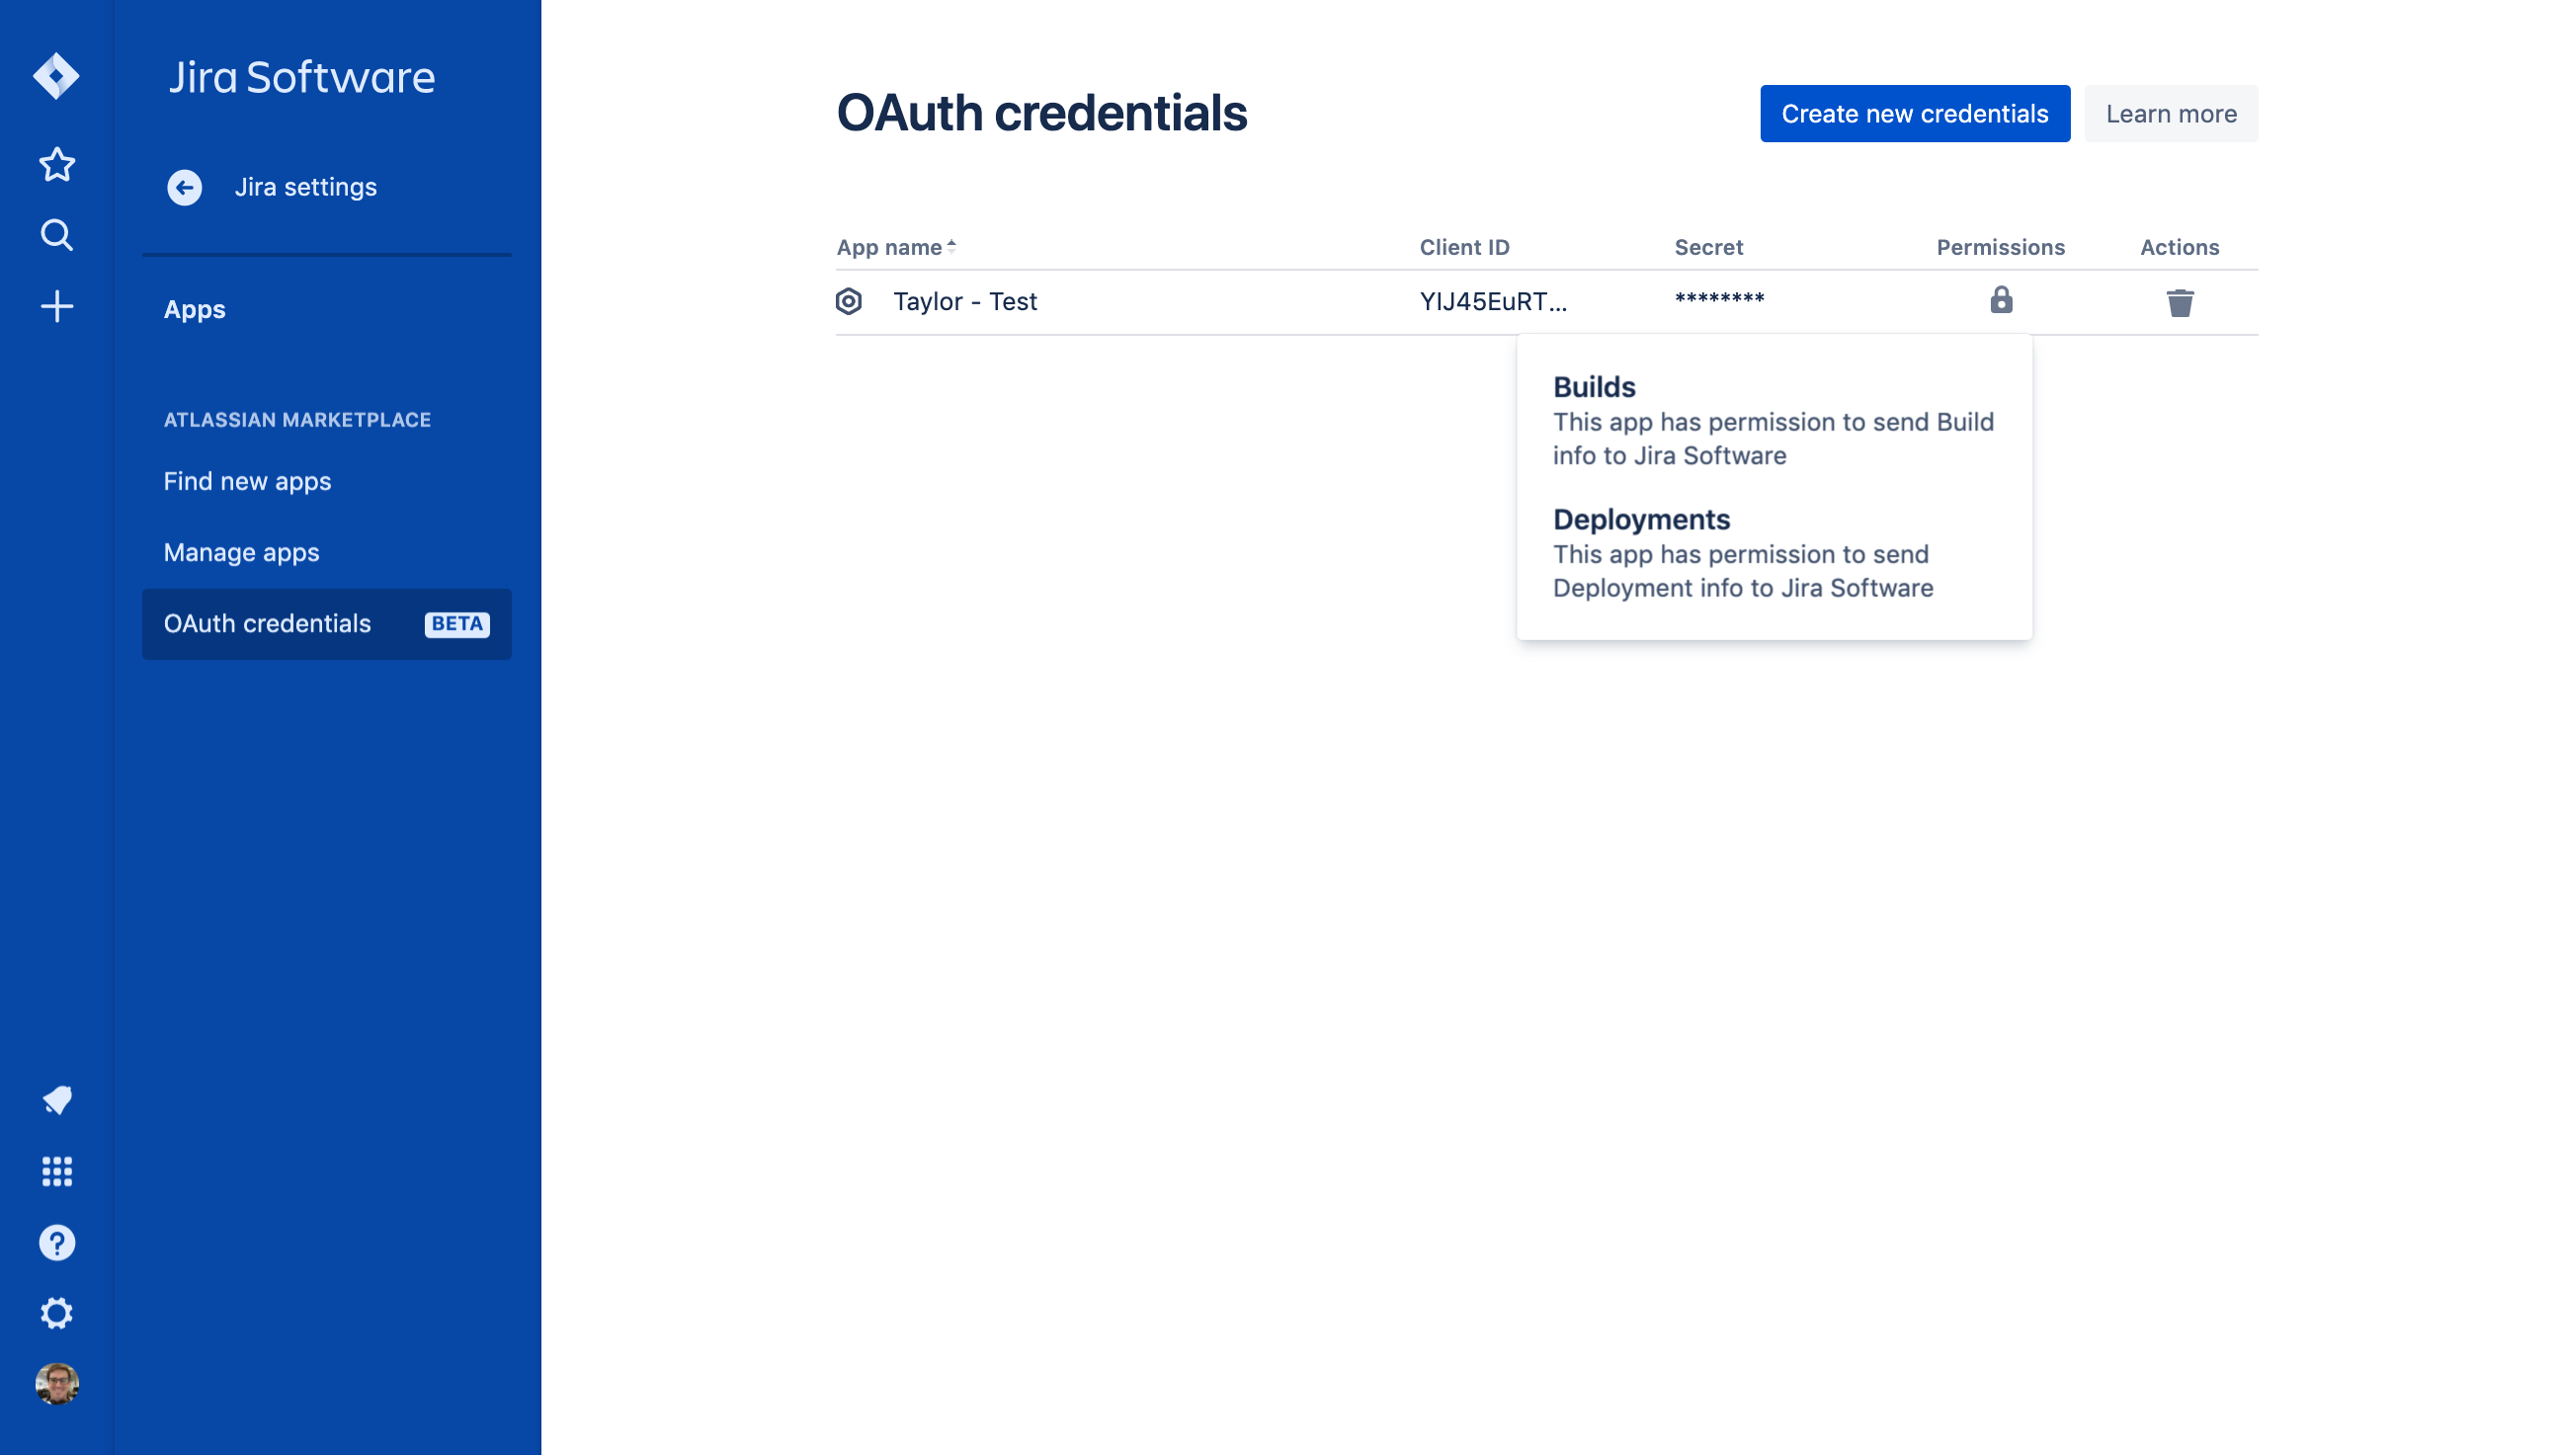 Jira Software
Jira settings
Apps
ATLASSIAN MARKETPLACE
Find new apps
Manage apps
OAuth credentials BETA
OAuth credentials
Create new credentials Learn more
App name Client ID Secret Permissions Actions
Taylor - Test YIJ45EuRT... ********
Builds
This app has permission to send Build
info to Jira Software
Deployments
This app has permission to send
Deployment info to Jira Software